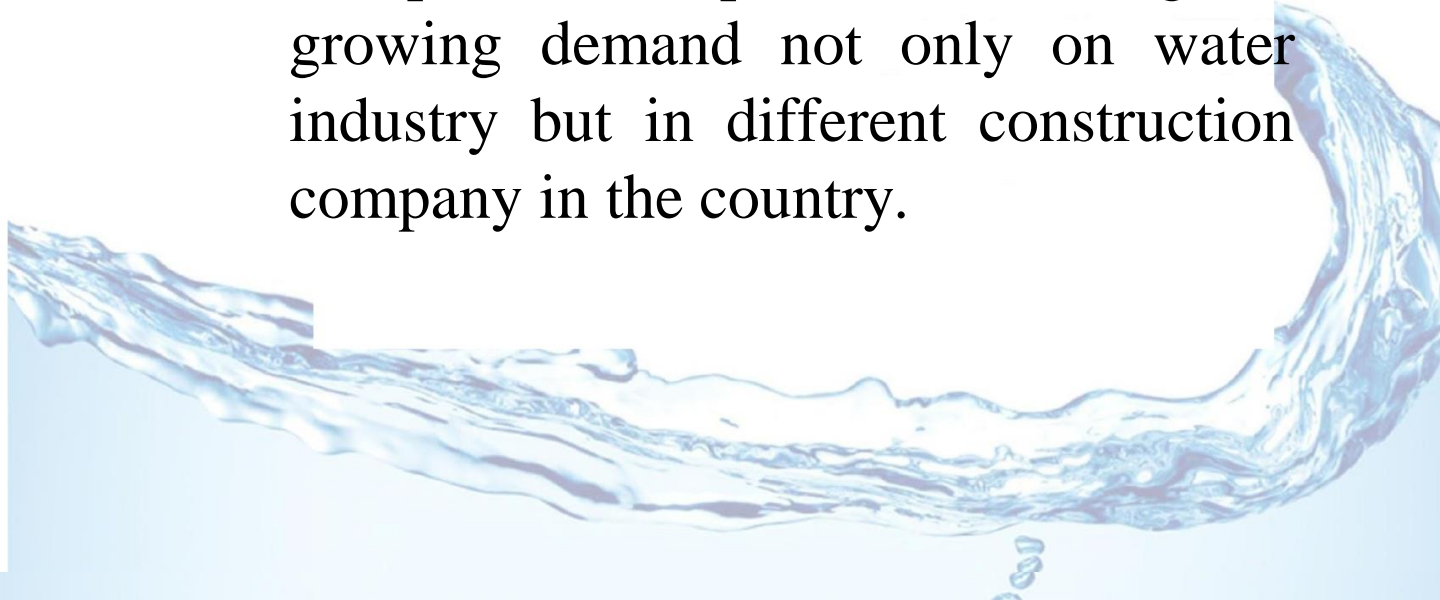 growing demand not only on water
industry but in different construction
company in the country.